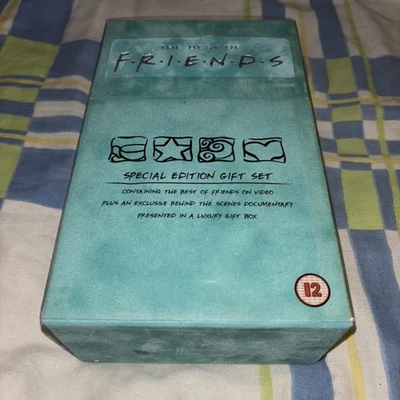 THE BEST OF
F·R·I·E·N·D·S
SPECIAL EDITION GIFT SET
CONTAINING THE BEST OF FRIENDS ON VIDEO
PLUS AN EXCLUSIVE BEHIND THE SCENES DOCUMENTARY
PRESENTED IN A LUXURY GIFT BOX
12